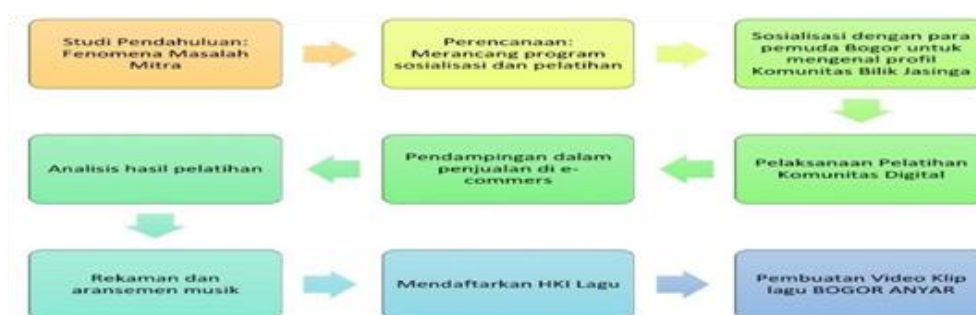 Studi Pendahuluan:
Fenomena Masalah
Mitra
Perencanaan:
Merancang program
sosialisasi dan pelatihan
Sosialisasi dengan para
pemuda Bogor untuk
mengenal profil
Komunitas Bilik Jasinga
Pelaksanaan Pelatihan
Komunitas Digital
Pendampingan dalam
penjualan di e-
commers
Analisis hasil pelatihan
Rekaman dan
aransemen musik
Mendaftarkan HKI Lagu
Pembuatan Video Klip
lagu BOGOR ANYAR